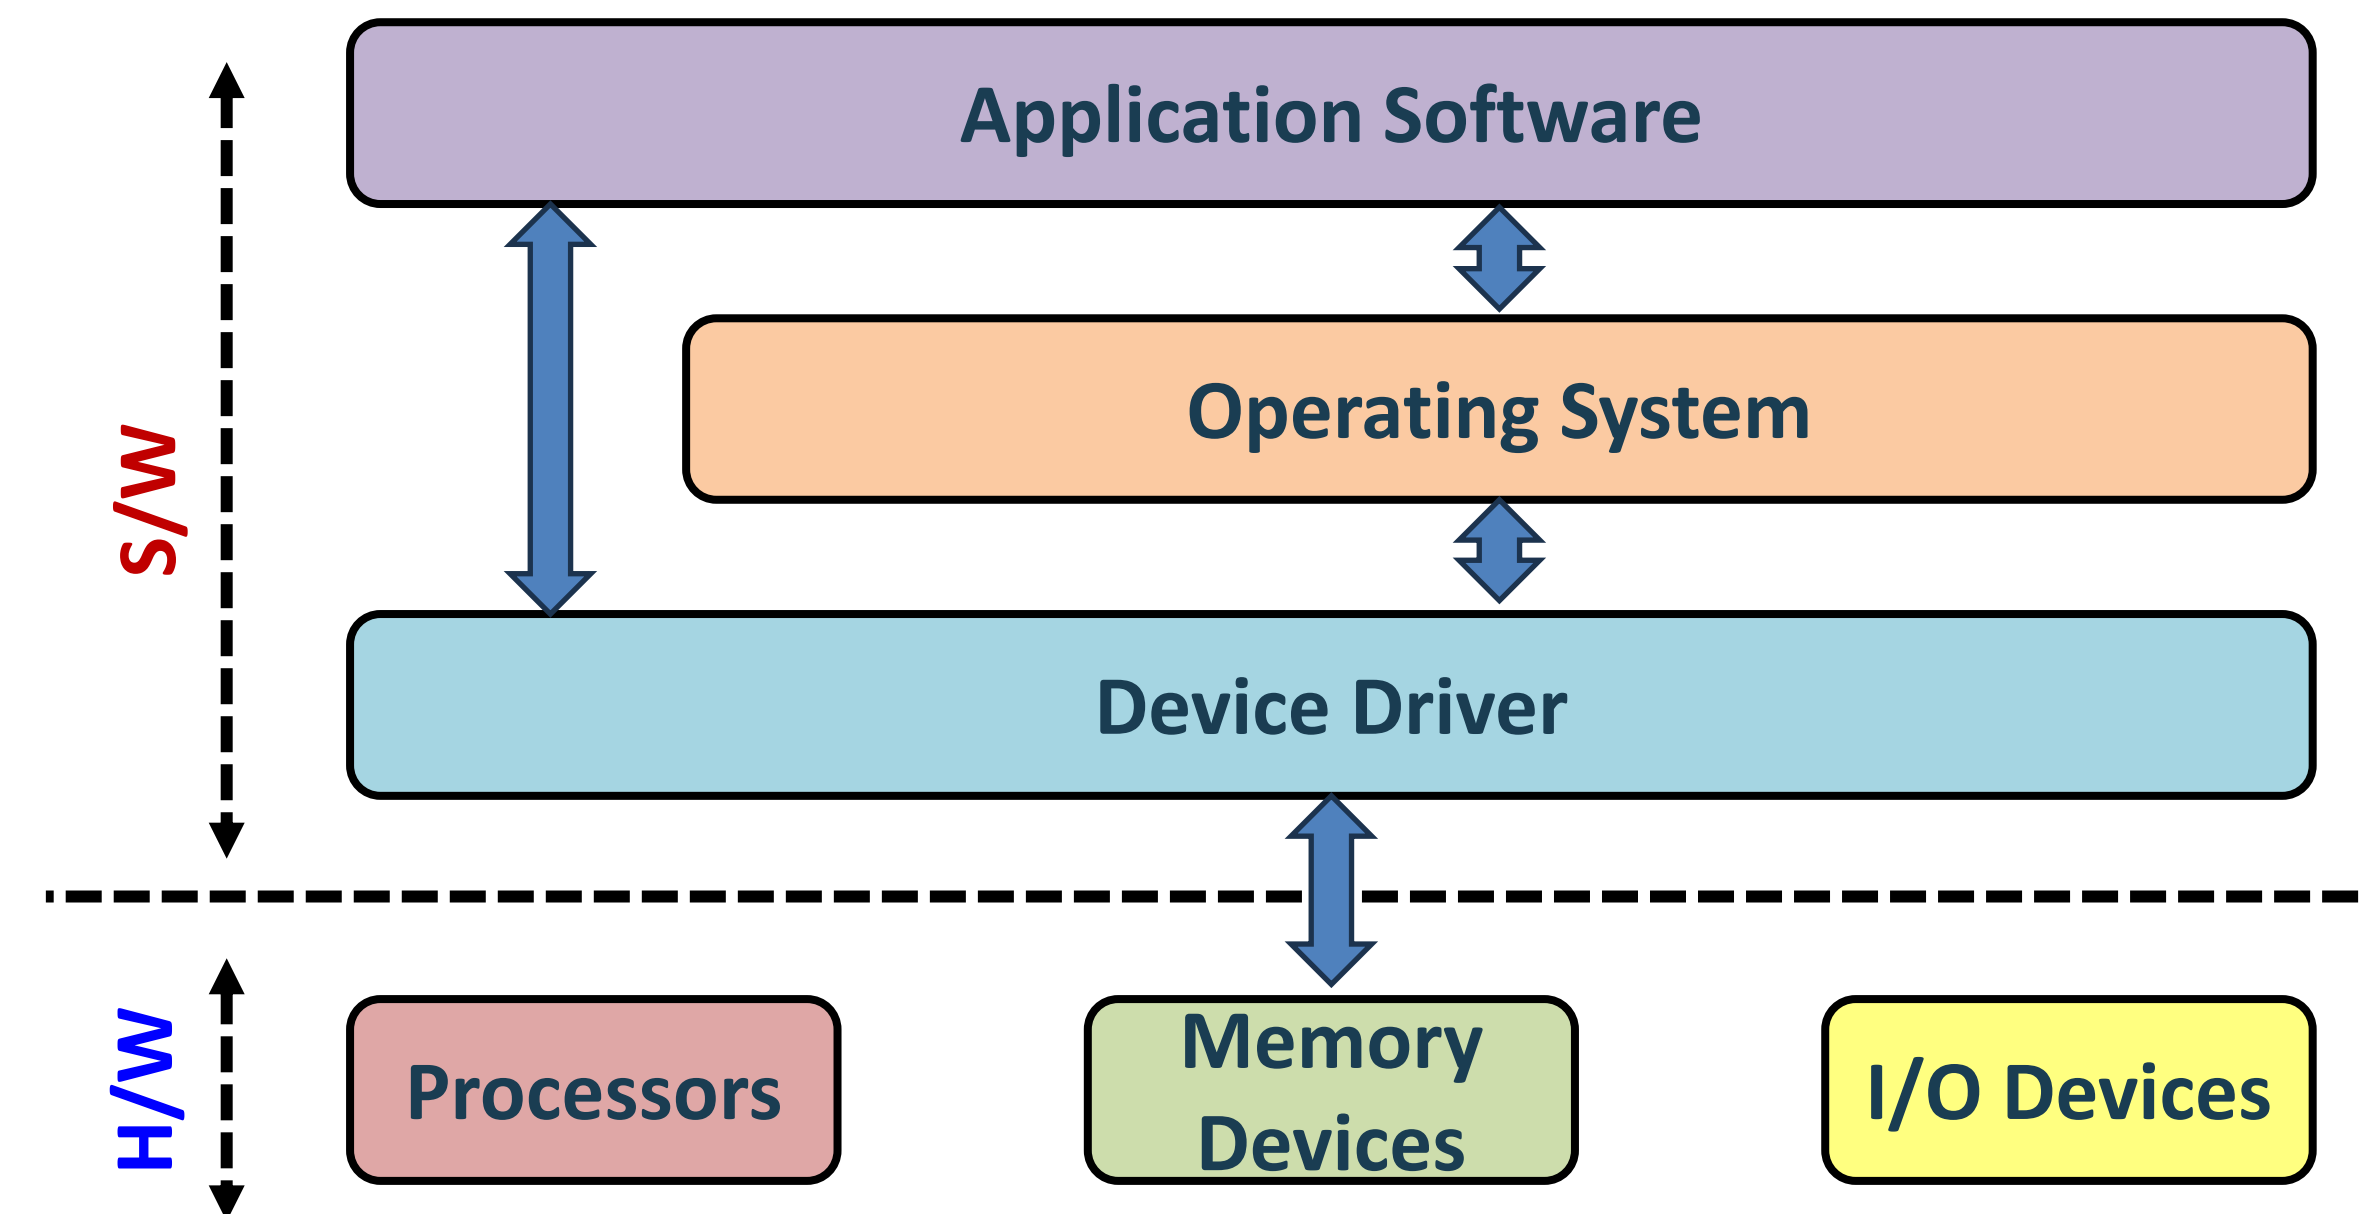 Application Software
Operating System
S/W
Device Driver
H/W
Processors
Memory
Devices
I/O Devices